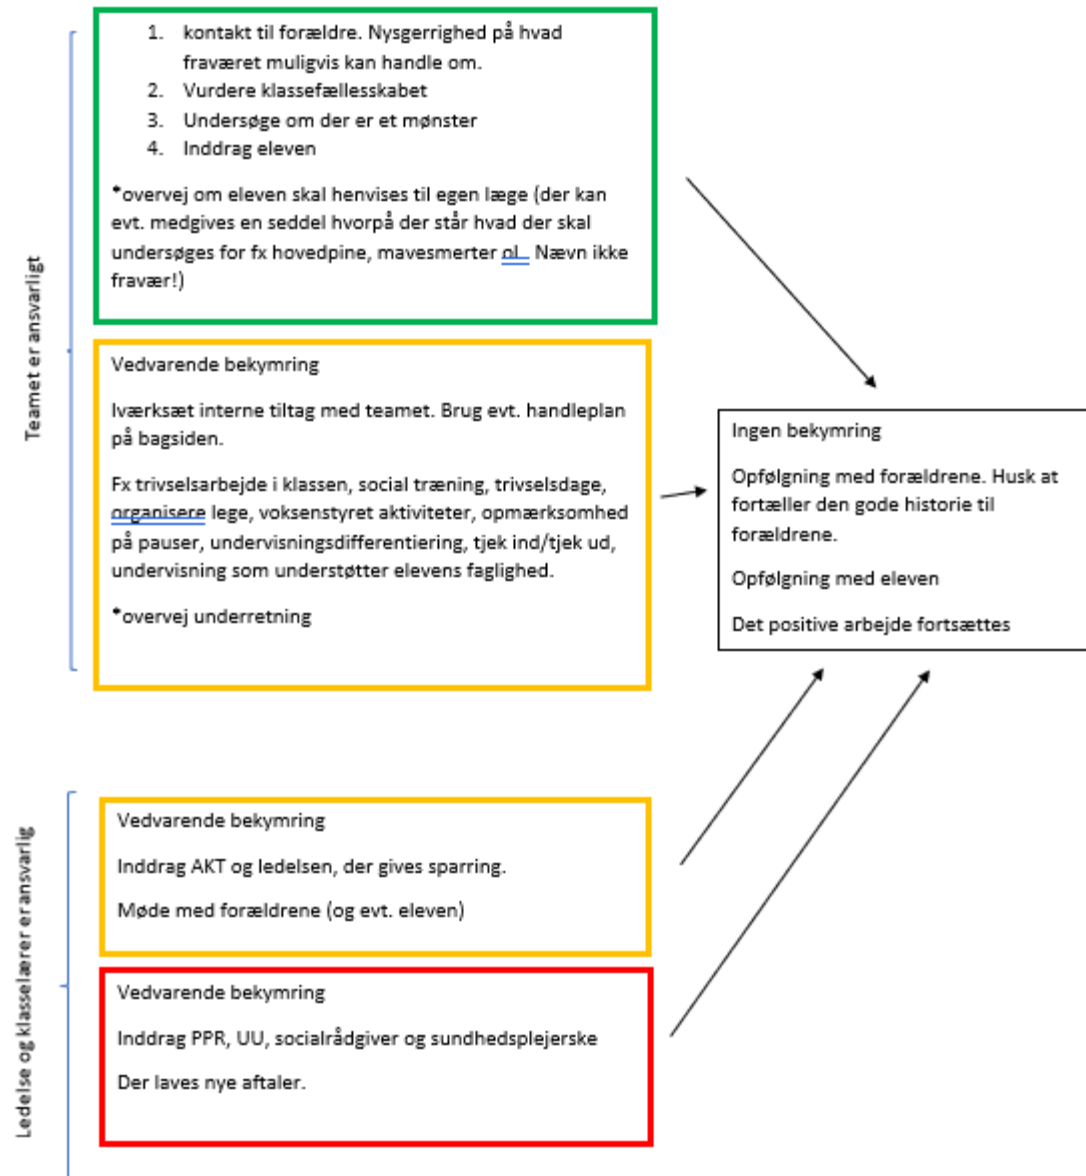 Teamet er ansvarligt
1. kontakt til forældre. Nysgerrighed på hvad
fraværet muligvis kan handle om.
2. Vurdere klassefællesskabet
3. Undersøge om der er et mønster
4. Inddrag eleven
*overvej om eleven skal henvises til egen læge (der kan
evt. medgives en seddel hvorpå der står hvad der skal
undersøges for fx hovedpine, mavesmerter ol. Nævn ikke
fravær!)
Vedvarende bekymring
Iværksæt interne tiltag med teamet. Brug evt. handleplan
på bagsiden.
Fx trivselsarbejde i klassen, social træning, trivselsdage,
organisere lege, voksenstyret aktiviteter, opmærksomhed
på pauser, undervisningsdifferentiering, tjek ind/tjek ud,
undervisning som understøtter elevens faglighed.
*overvej underretning
Ingen bekymring
Opfølgning med forældrene. Husk at
fortæller den gode historie til
forældrene.
Opfølgning med eleven
Det positive arbejde fortsættes
Ledelse og klasselærer er ansvarlig
Vedvarende bekymring
Inddrag AKT og ledelsen, der gives sparring.
Møde med forældrene (og evt. eleven)
Vedvarende bekymring
Inddrag PPR, UU, socialrådgiver og sundhedsplejerske
Der laves nye aftaler.